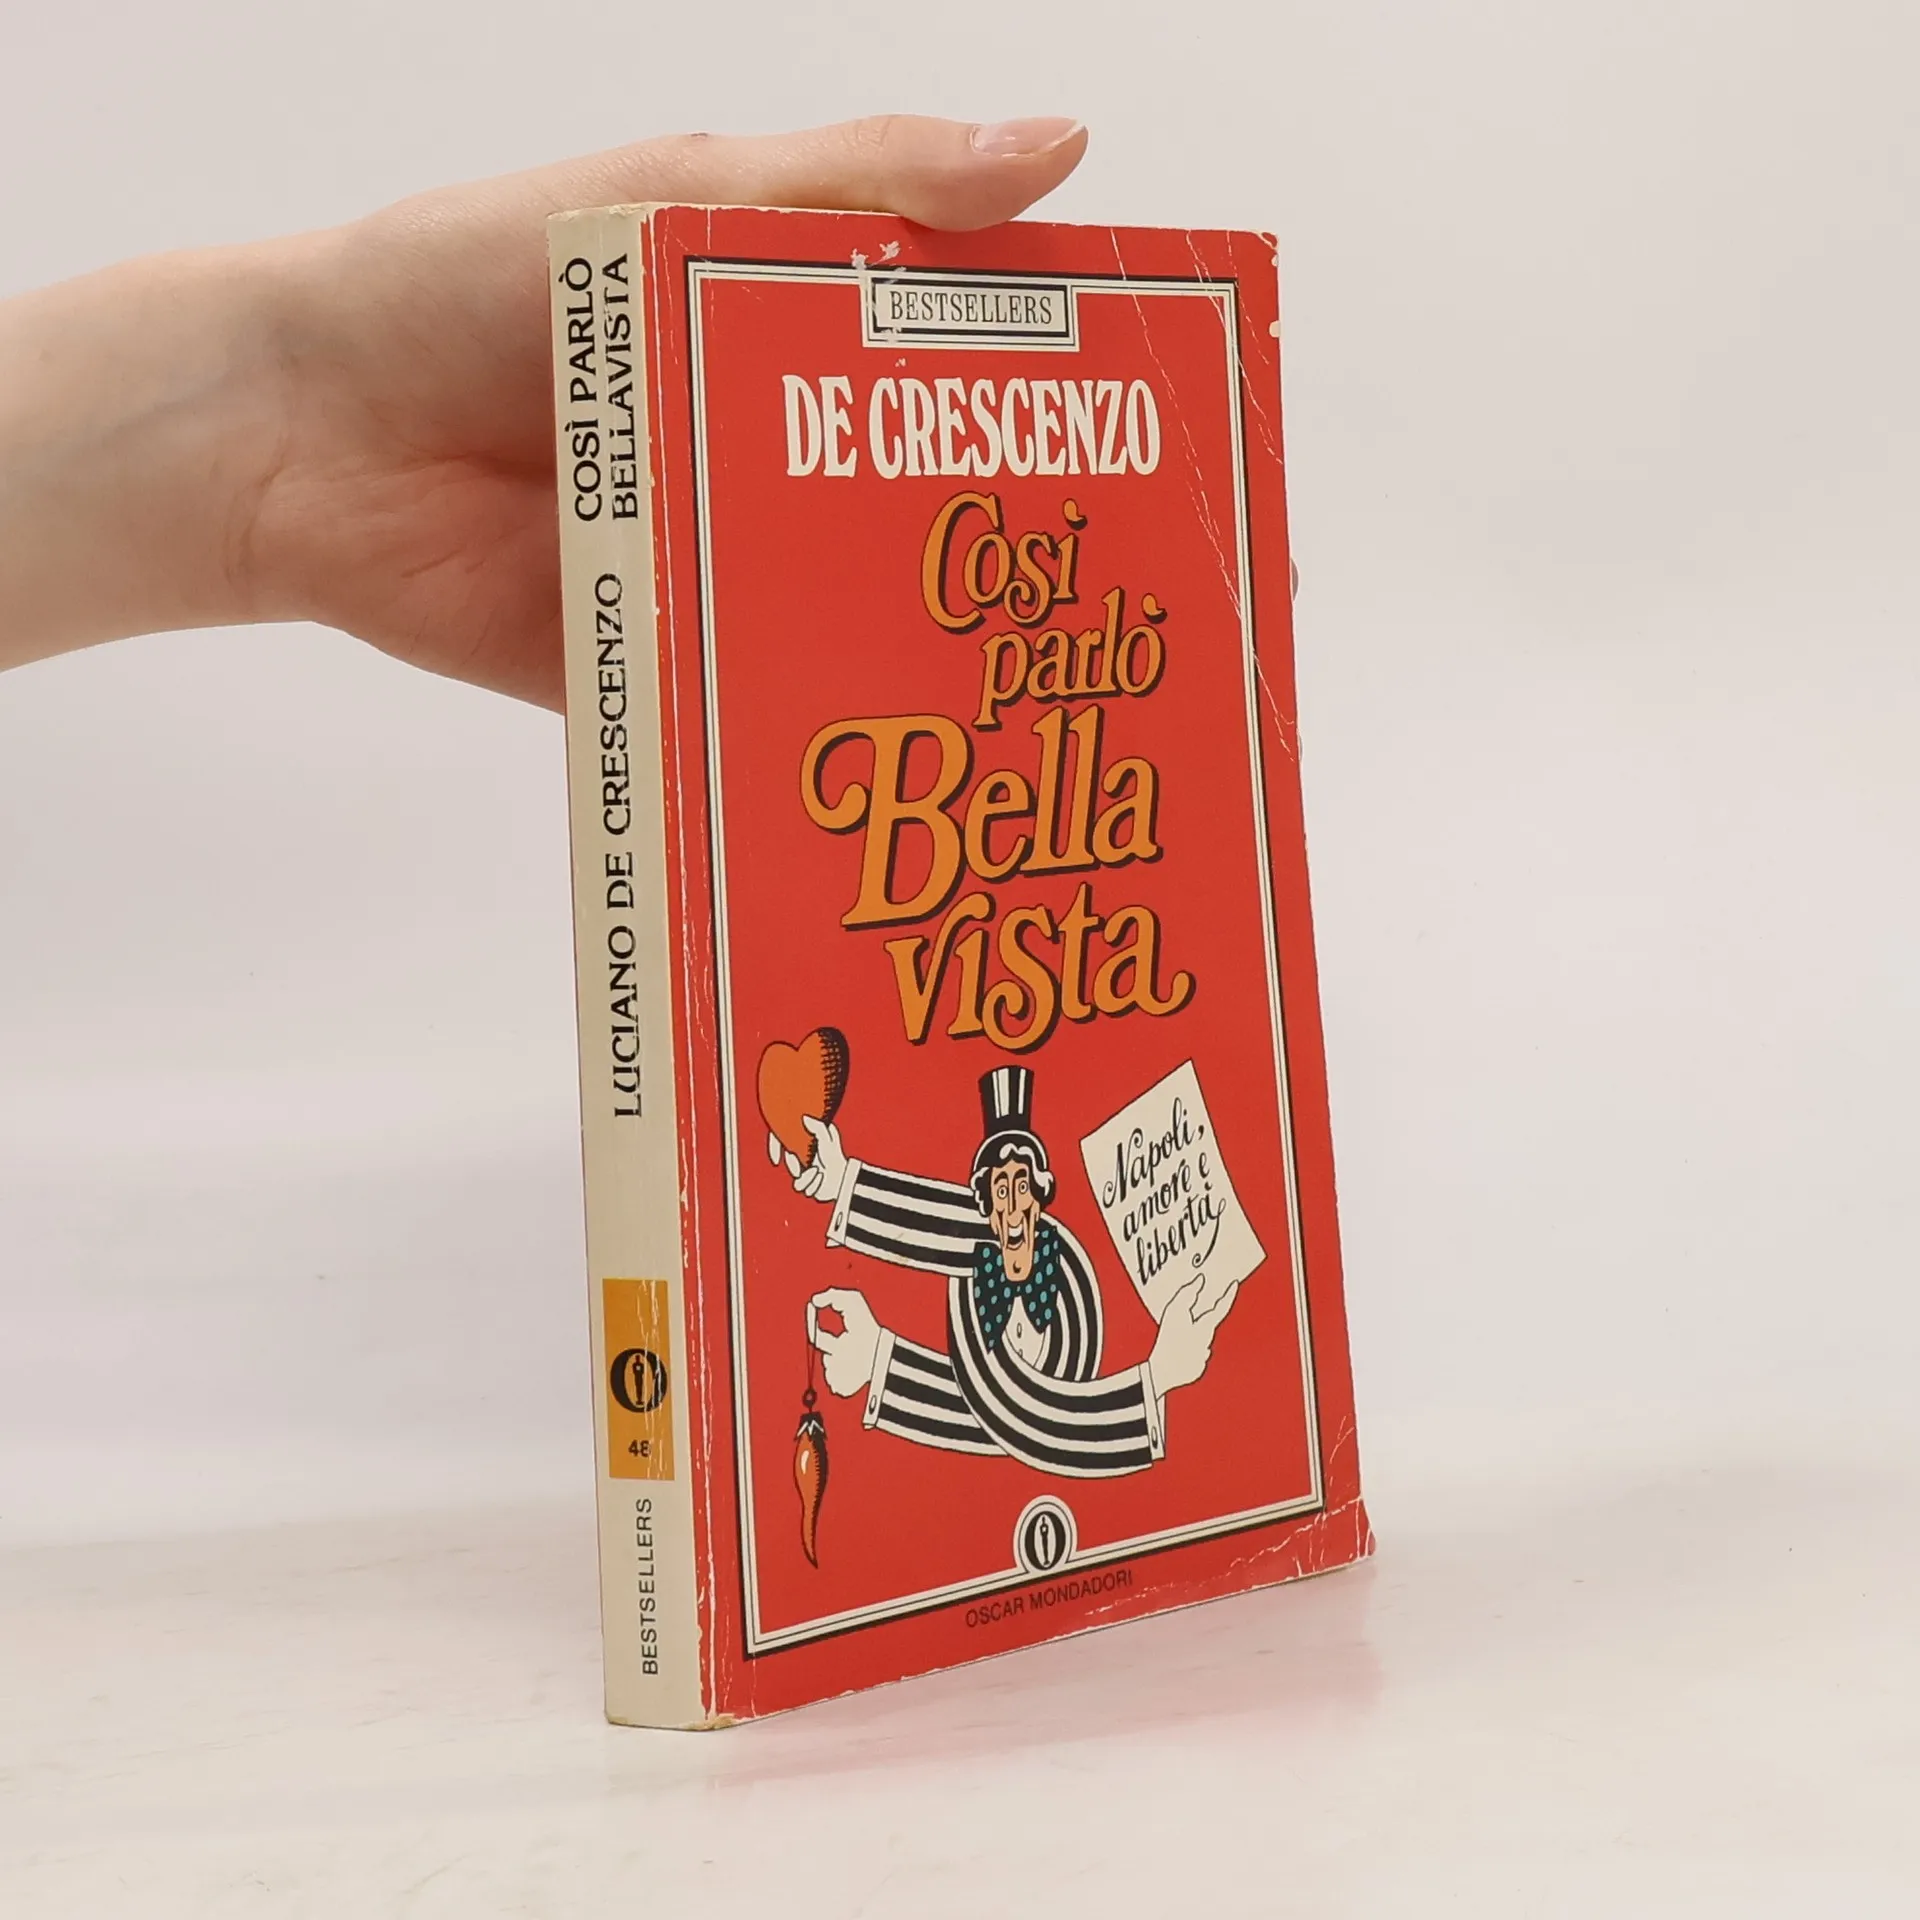 COSÌ PARLÒ
BELLAVISTA
LUCIANO DE CRESCENZO
48
BESTSELLERS
BESTSELLERS
DE CRESCENZO
Così
parlò
Bella
vista
Napoli,
amore e
libertà
OSCAR MONDADORI